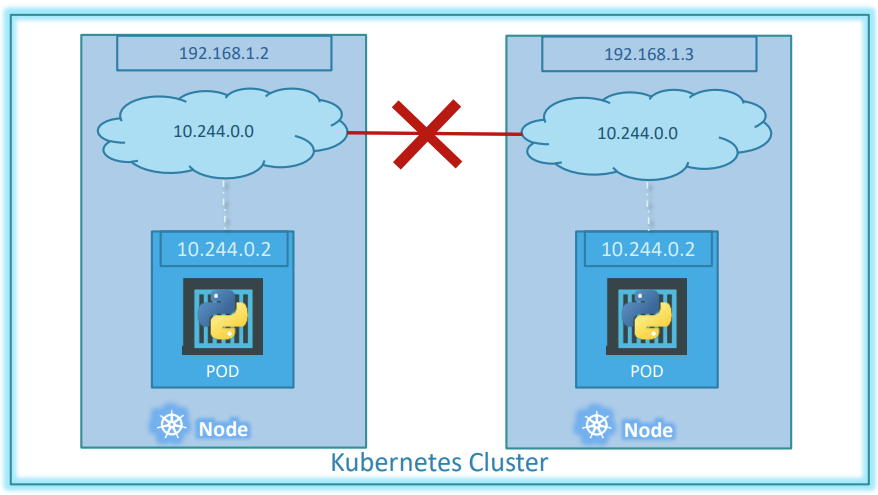 192.168.1.2
192.168.1.3
10.244.0.0
10.244.0.0
10.244.0.2
10.244.0.2
POD
POD
Node
Node
Kubernetes Cluster